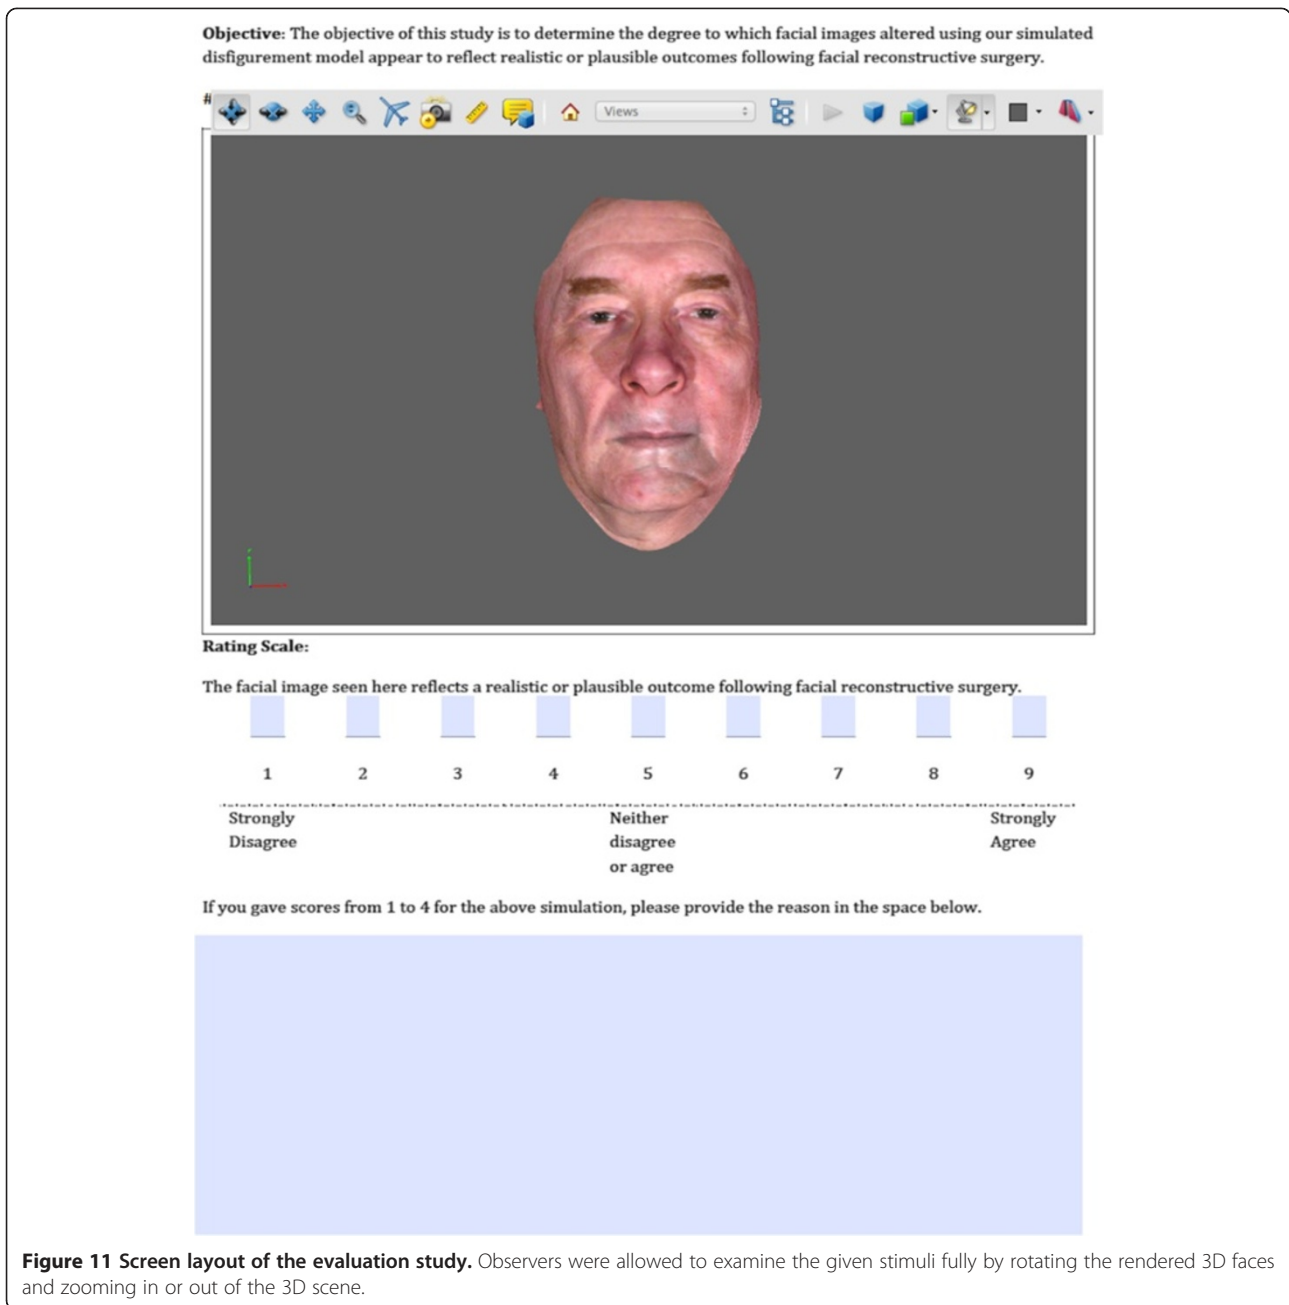 Objective: The objective of this study is to determine the degree to which facial images altered using our simulated
disfigurement model appear to reflect realistic or plausible outcomes following facial reconstructive surgery.
#
Views
Rating Scale:
The facial image seen here reflects a realistic or plausible outcome following facial reconstructive surgery.
1 2 3 4 5 6 7 8 9
Strongly Neither Strongly
Disagree disagree Agree
or agree
If you gave scores from 1 to 4 for the above simulation, please provide the reason in the space below.
Figure 11 Screen layout of the evaluation study. Observers were allowed to examine the given stimuli fully by rotating the rendered 3D faces
and zooming in or out of the 3D scene.